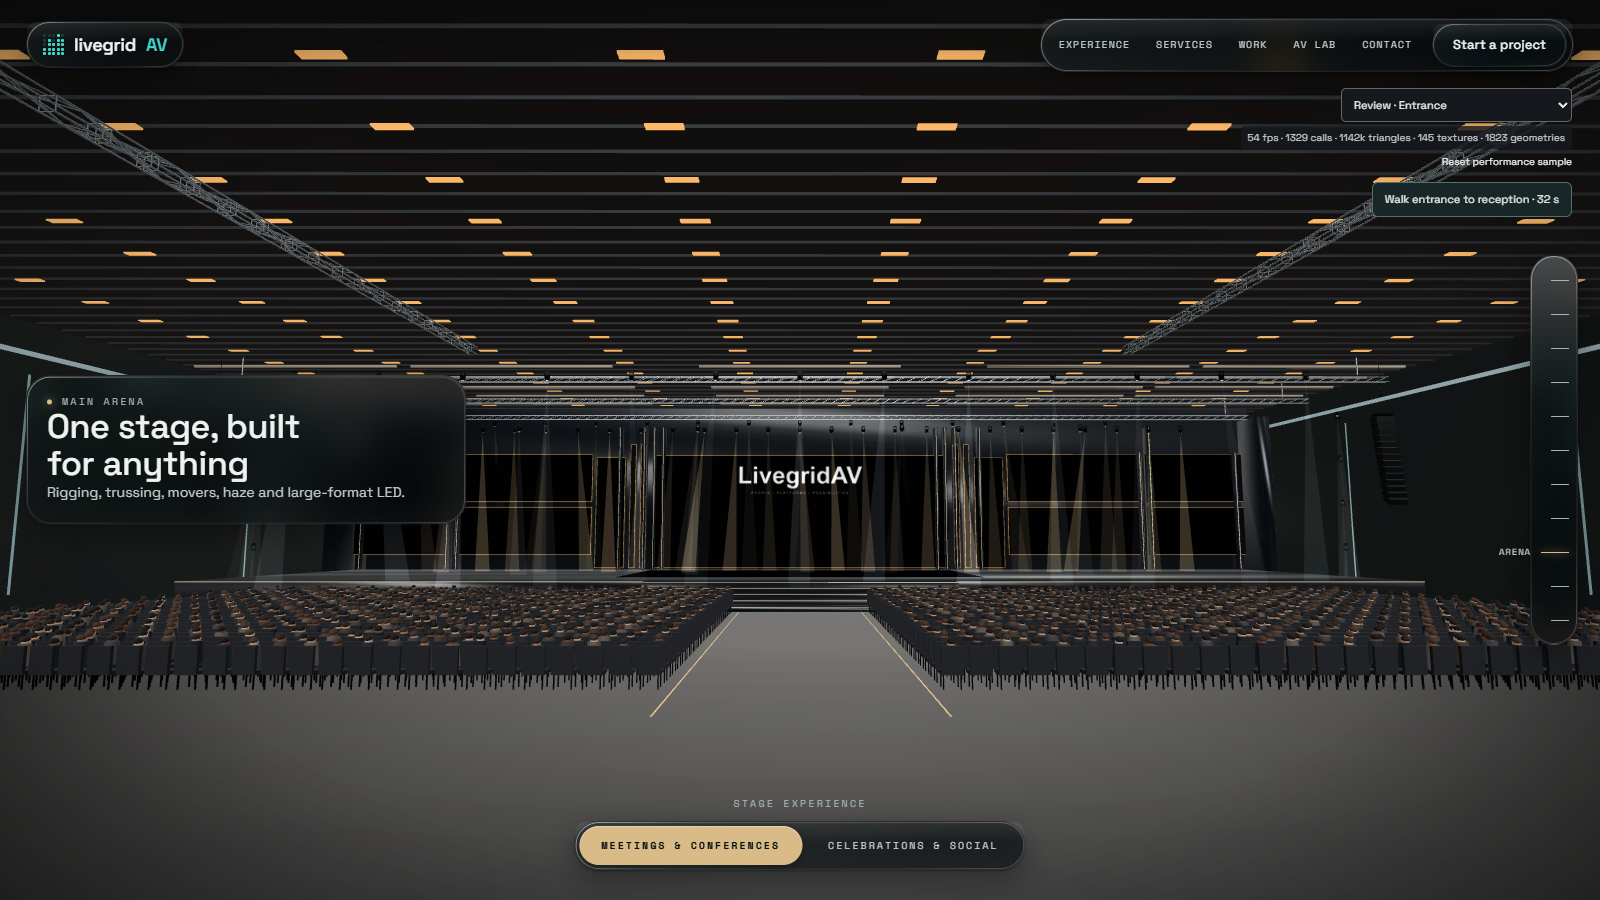 livegrid AV
EXPERIENCE SERVICES WORK AV LAB CONTACT Start a project
Review · Entrance
54 fps · 1329 calls · 1142k triangles · 145 textures · 1823 geometries
Reset performance sample
Walk entrance to reception · 32 s
MAIN ARENA
One stage, built
for anything
Rigging, trussing, movers, haze and large-format LED.
LivegridAV
ARENA
STAGE EXPERIENCE
MEETINGS & CONFERENCES CELEBRATIONS & SOCIAL